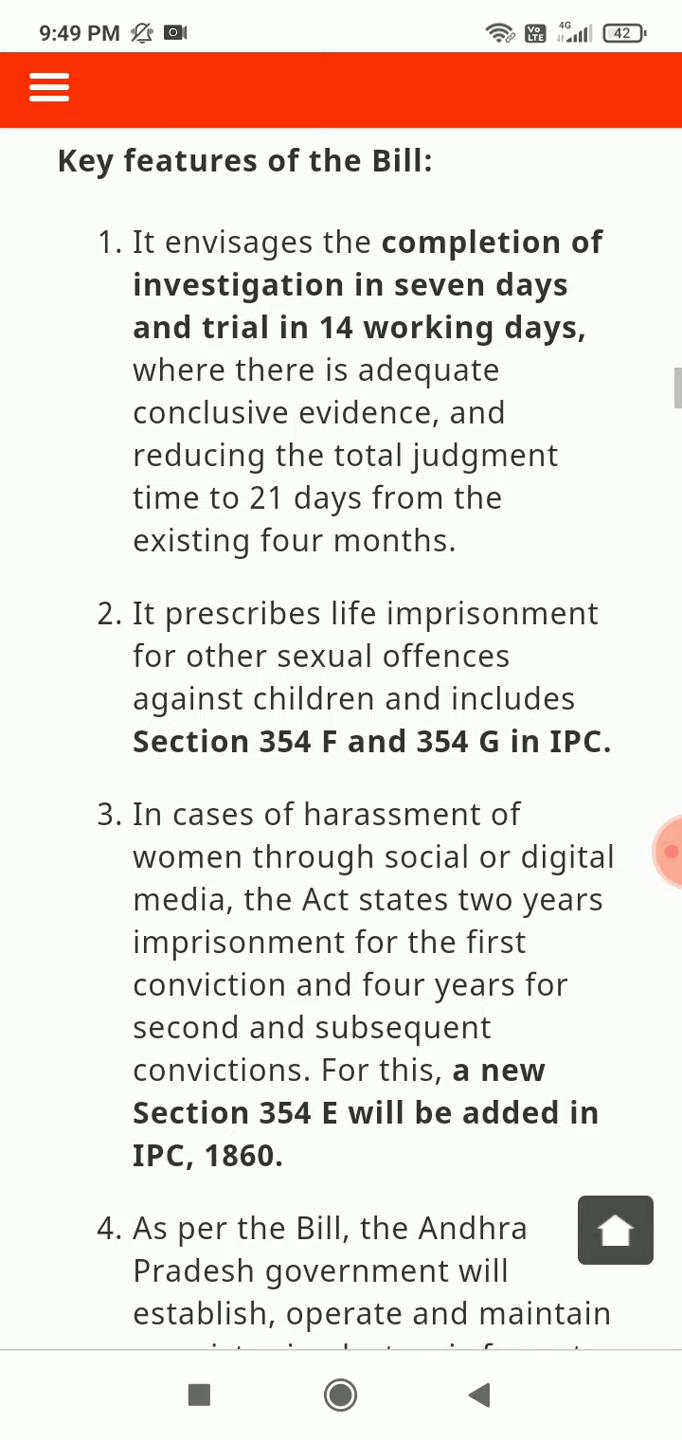 9:49 PM
Vo LTE 4G 42
Key features of the Bill:
1. It envisages the completion of
investigation in seven days
and trial in 14 working days,
where there is adequate
conclusive evidence, and
reducing the total judgment
time to 21 days from the
existing four months.
2. It prescribes life imprisonment
for other sexual offences
against children and includes
Section 354 F and 354 G in IPC.
3. In cases of harassment of
women through social or digital
media, the Act states two years
imprisonment for the first
conviction and four years for
second and subsequent
convictions. For this, a new
Section 354 E will be added in
IPC, 1860.
4. As per the Bill, the Andhra
Pradesh government will
establish, operate and maintain